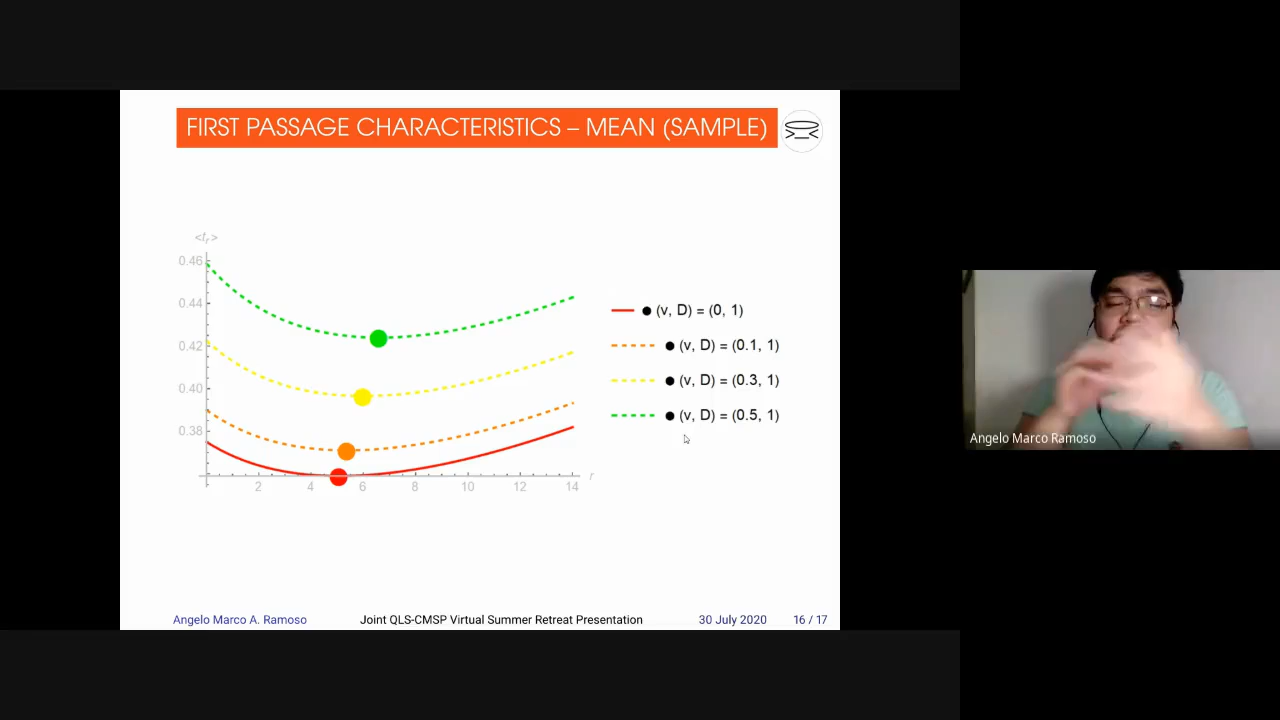 FIRST PASSAGE CHARACTERISTICS – MEAN (SAMPLE)
<t_r>
0.46
0.44
0.42
0.40
0.38
2 4 6 8 10 12 14 r
(v, D) = (0, 1)
(v, D) = (0.1, 1)
(v, D) = (0.3, 1)
(v, D) = (0.5, 1)
Angelo Marco A. Ramoso Joint QLS-CMSP Virtual Summer Retreat Presentation 30 July 2020 16 / 17
Angelo Marco Ramoso